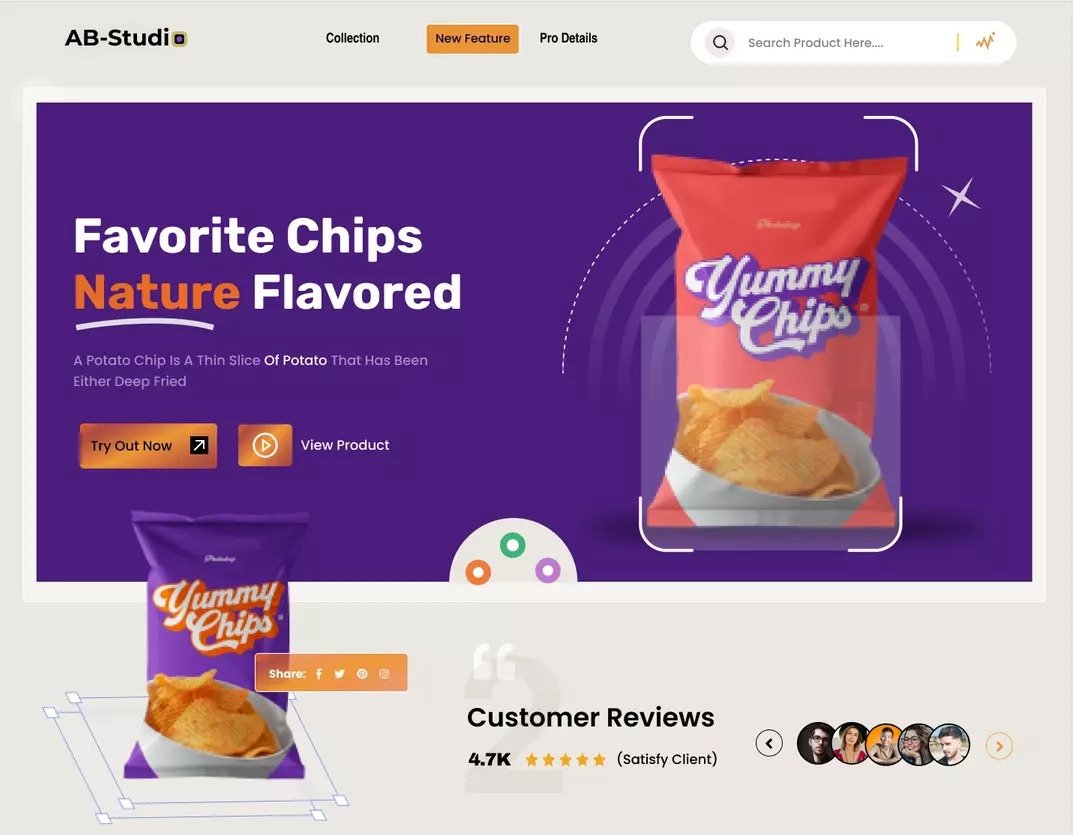 AB-Studio
Collection
New Feature
Pro Details
Search Product Here....
Favorite Chips
Nature Flavored
A Potato Chip Is A Thin Slice Of Potato That Has Been
Either Deep Fried
Try Out Now
View Product
Yummy
Chips
Yummy
Chips
®
Share:
“
2
Customer Reviews
4.7K
(Satisfy Client)